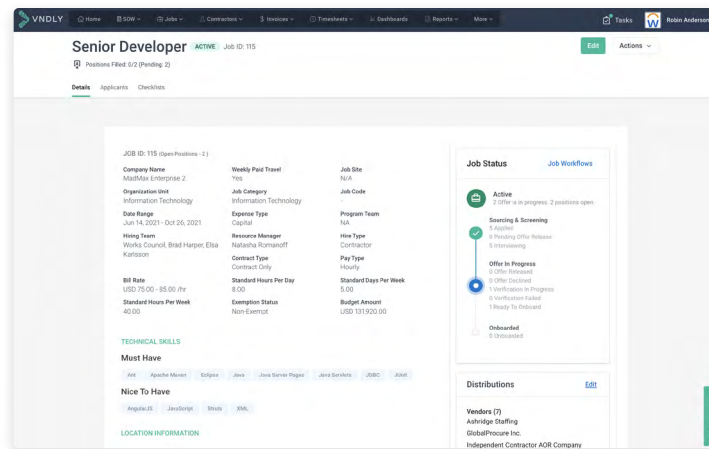 VNDLY Home SOW Jobs Contractors Invoices Timesheets Dashboards Reports More Tasks Robin Anderson
Senior Developer ACTIVE Job ID: 115 Edit Actions
Positions Filled: 0/2 (Pending: 2)
Details Applicants Checklists
JOB ID: 115 (Open Positions - 2 )
Company Name Weekly Paid Travel Job Site
MadMax Enterprise 2 Yes N/A
Organization Unit Job Category Job Code
Information Technology Information Technology -
Date Range Expense Type Program Team
Jun 14, 2021 - Oct 26, 2021 Capital NA
Hiring Team Resource Manager Hire Type
Works Council, Brad Harper, Elsa Natasha Romanoff Contractor
Karlsson
Contract Type Pay Type
Contract Only Hourly
Bill Rate Standard Hours Per Day Standard Days Per Week
USD 75.00 - 85.00 /hr 8.00 5.00
Standard Hours Per Week Exemption Status Budget Amount
40.00 Non-Exempt USD 131920.00
TECHNICAL SKILLS
Must Have
Ant Apache Maven Eclipse Java Java Server Pages Java Servlets JDBC JUnit
Nice To Have
AngularJS JavaScript Struts XML
LOCATION INFORMATION
Job Status Job Workflows
Active
2 Offer-s in progress. 2 positions open
Sourcing & Screening
5 Applied
0 Pending Offer Release
5 Interviewing
Offer In Progress
0 Offer Released
0 Offer Declined
1 Verification In Progress
0 Verification Failed
1 Ready To Onboard
Onboarded
0 Onboarded
Distributions Edit
Vendors (7)
Ashridge Staffing
GlobalProcure Inc.
Independent Contractor AOR Company